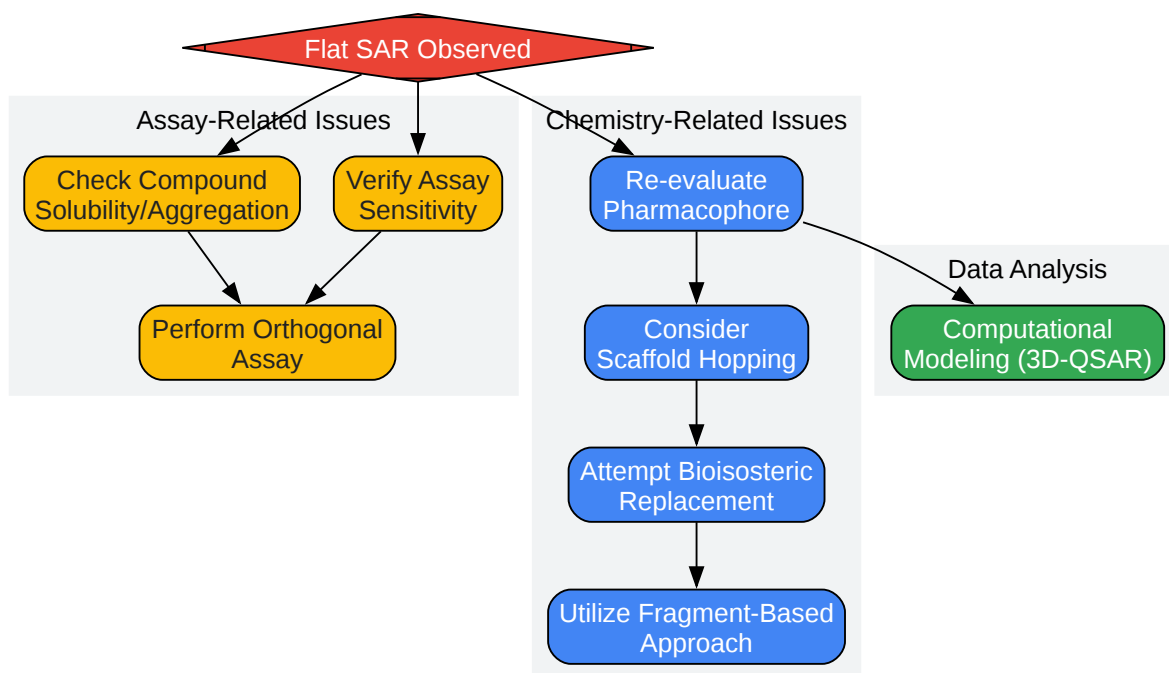 Flat SAR Observed
Assay-Related Issues
Chemistry-Related Issues
Check Compound
Solubility/Aggregation
Verify Assay
Sensitivity
Re-evaluate
Pharmacophore
Data Analysis
Perform Orthogonal
Assay
Consider
Scaffold Hopping
Computational
Modeling (3D-QSAR)
Attempt Bioisosteric
Replacement
Utilize Fragment-Based
Approach